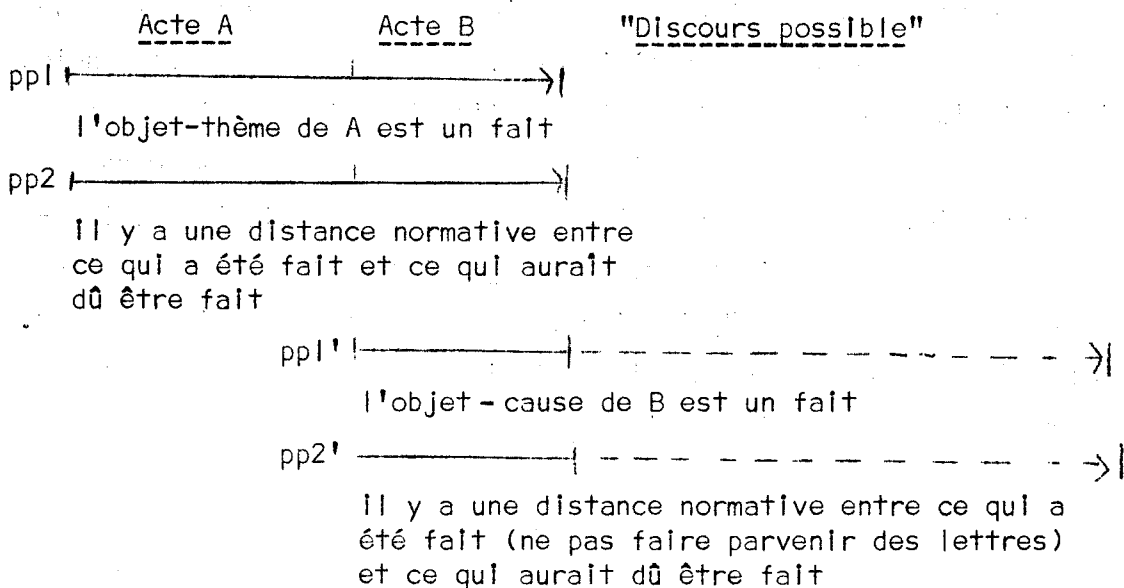 Acte A Acte B "Discours possible"
pp1
l'objet-thème de A est un fait
pp2
il y a une distance normative entre
ce qui a été fait et ce qui aurait
dû être fait
pp1'
l'objet-cause de B est un fait
pp2'
il y a une distance normative entre ce qui a
été fait (ne pas faire parvenir des lettres)
et ce qui aurait dû être fait